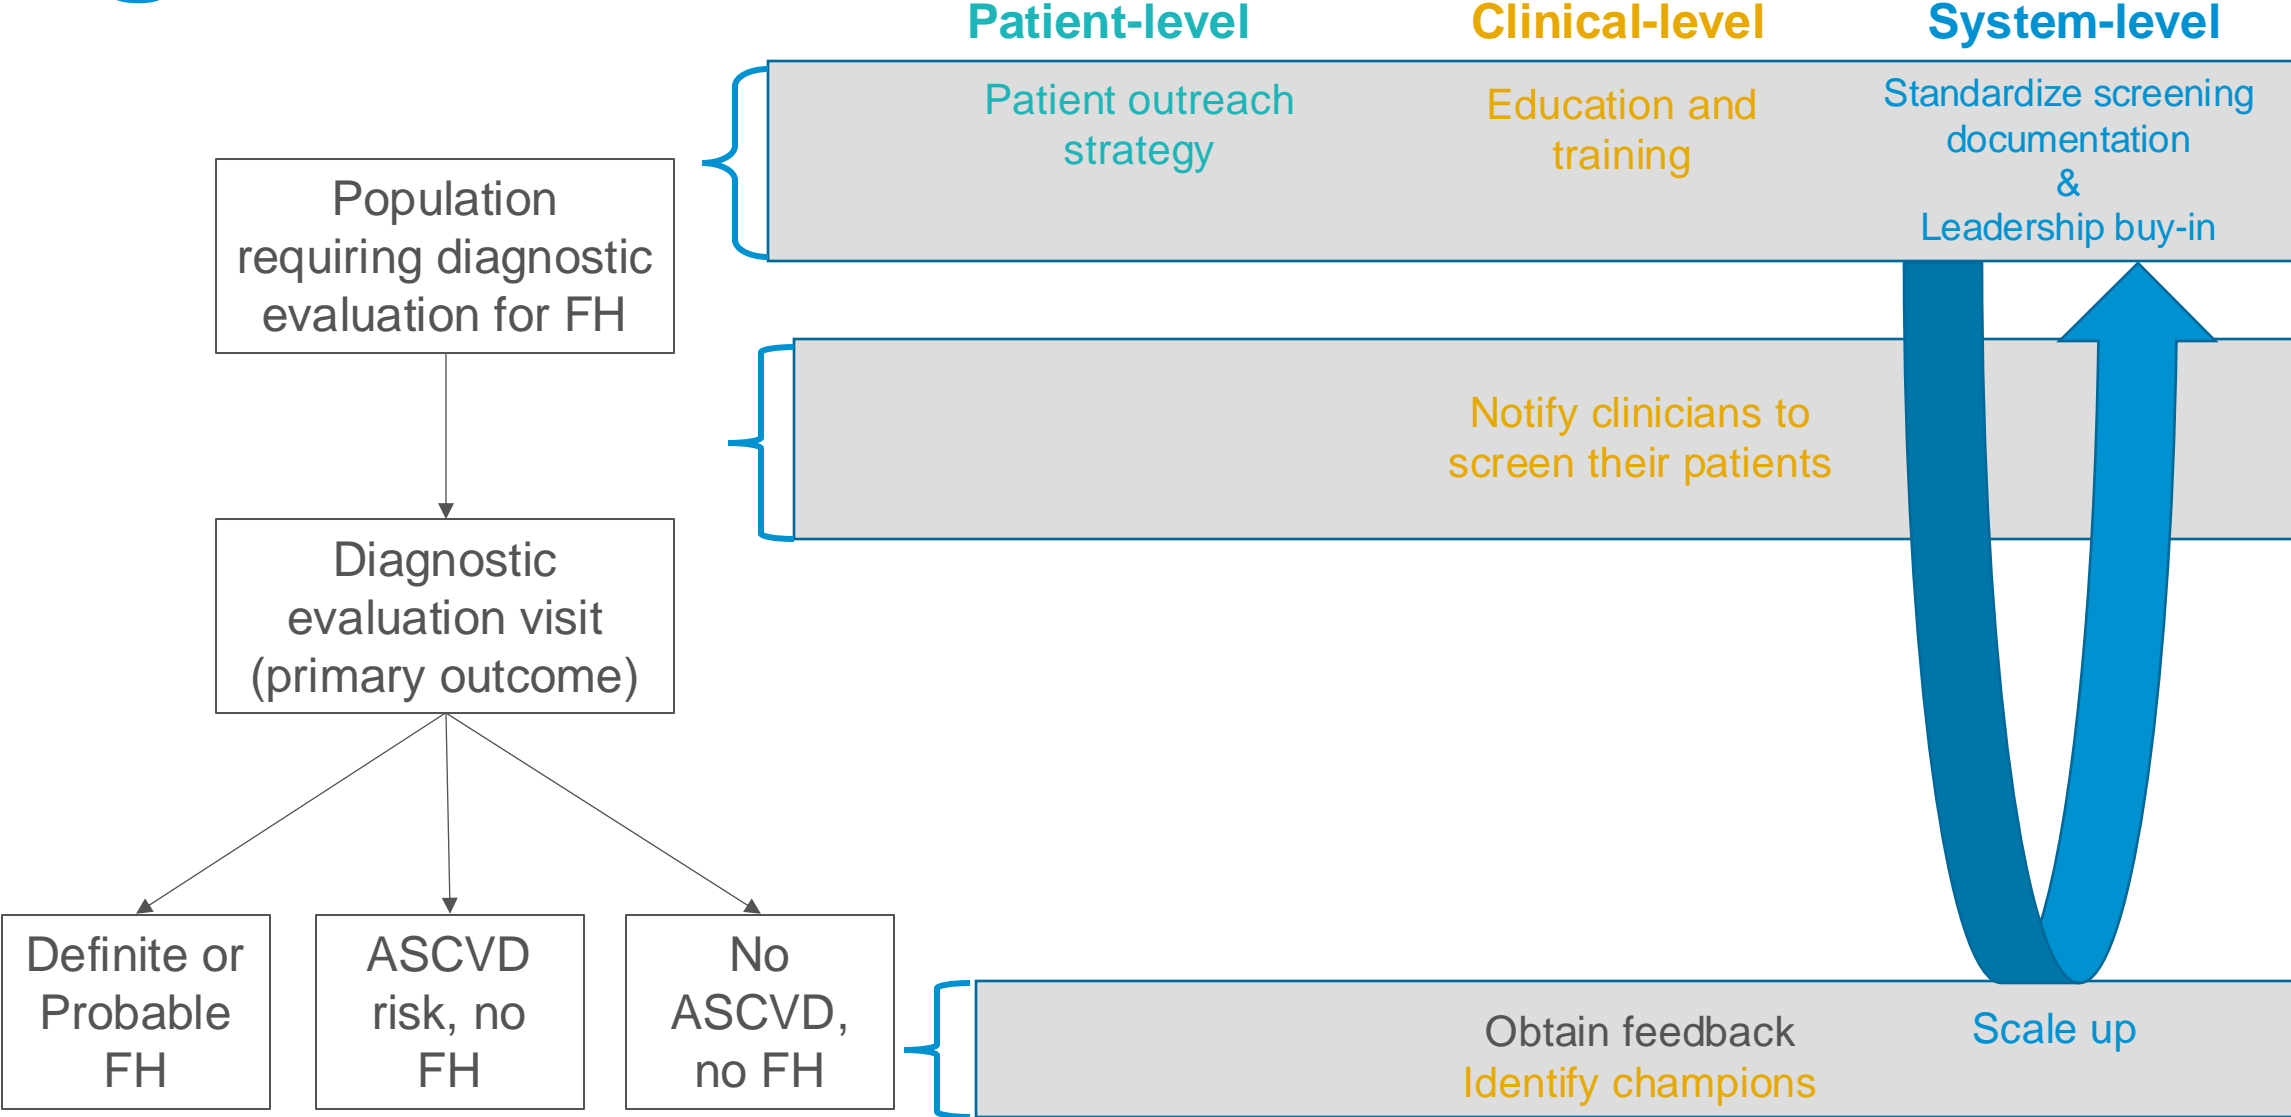 Patient-level
Clinical-level
System-level
Patient outreach
strategy
Education and
training
Standardize screening
documentation
&
Leadership buy-in
Population
requiring diagnostic
evaluation for FH
Notify clinicians to
screen their patients
Diagnostic
evaluation visit
(primary outcome)
Definite or
Probable
FH
ASCVD
risk, no
FH
No
ASCVD,
no FH
Obtain feedback
Identify champions
Scale up